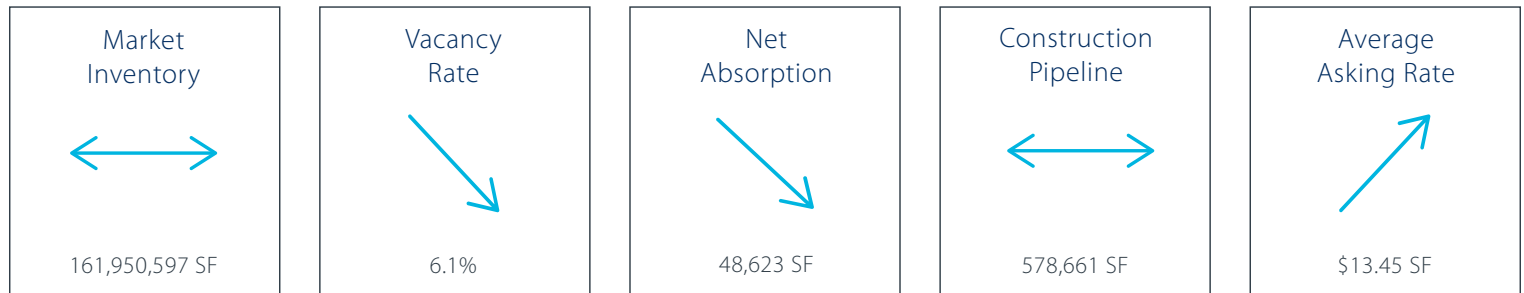 Market
Inventory
161,950,597 SF
Vacancy
Rate
6.1%
Net
Absorption
48,623 SF
Construction
Pipeline
578,661 SF
Average
Asking Rate
$13.45 SF